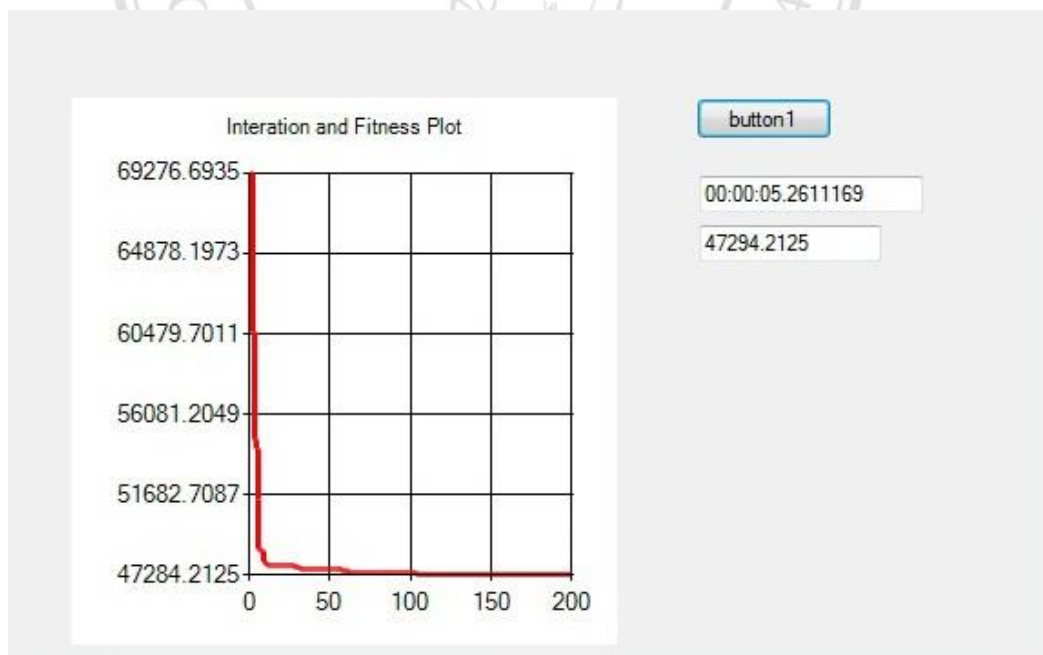 Interation and Fitness Plot
69276.6935
64878.1973
60479.7011
56081.2049
51682.7087
47284.2125
0 50 100 150 200
button1
00:00:05.2611169
47294.2125